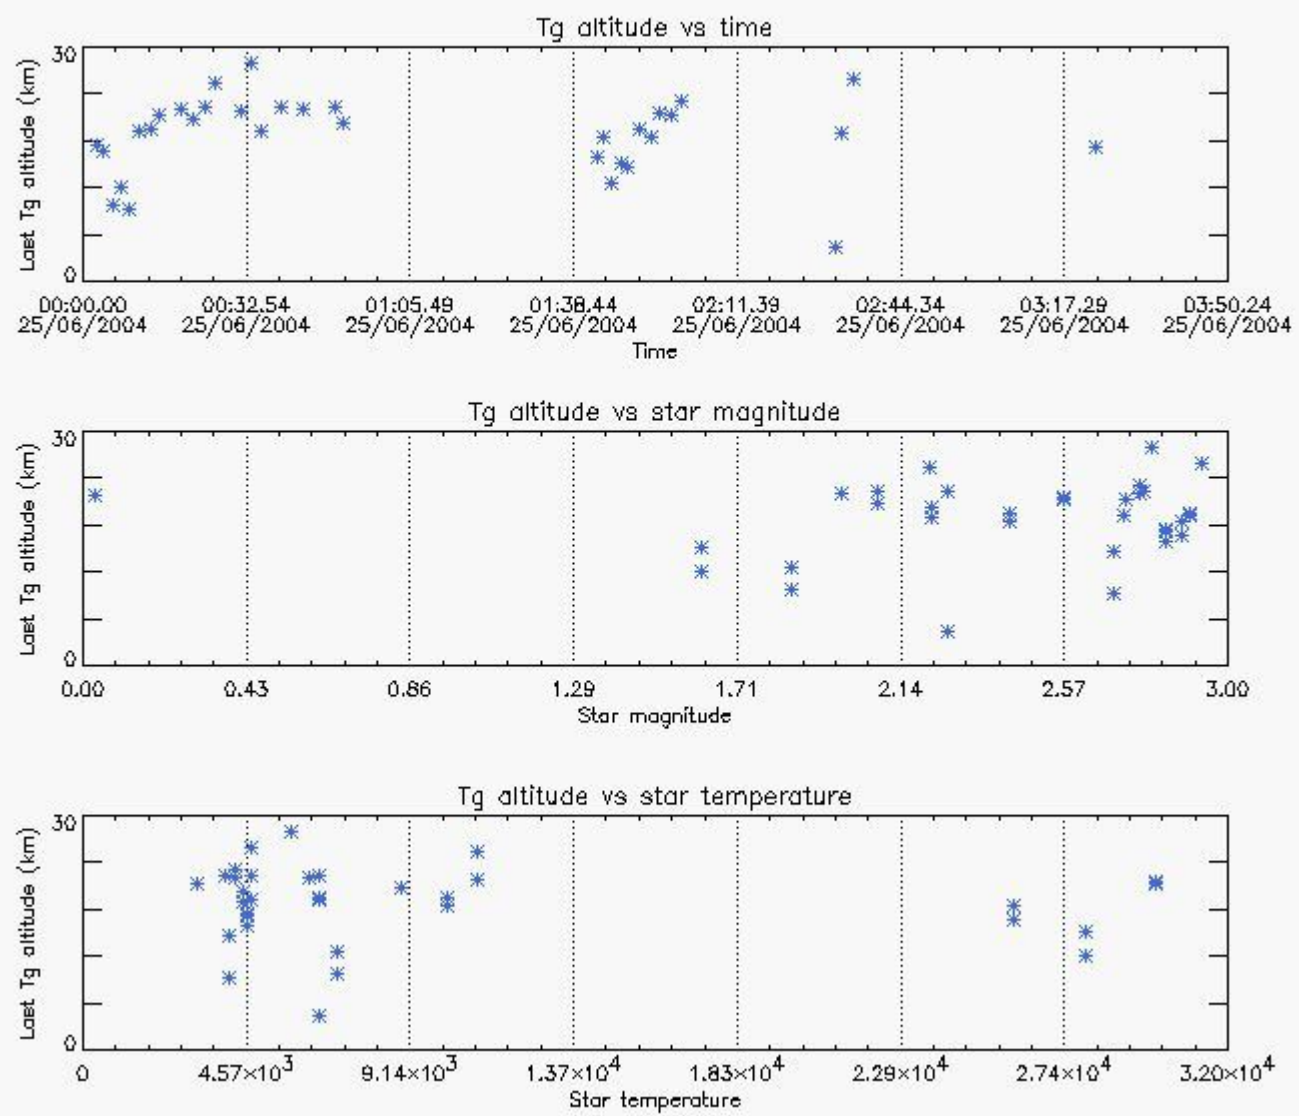 Tg altitude vs time
30
Last Tg altitude (km)
0
00:00.00 00:32.54 01:05.49 01:38.44 02:11.39 02:44.34 03:17.29 03:50.24
25/06/2004 25/06/2004 25/06/2004 25/06/2004 25/06/2004 25/06/2004 25/06/2004 25/06/2004
Time
Tg altitude vs star magnitude
30
Last Tg altitude (km)
0
0.00 0.43 0.86 1.29 1.71 2.14 2.57 3.00
Star magnitude
Tg altitude vs star temperature
30
Last Tg altitude (km)
0
0 4.57×10³ 9.14×10³ 1.37×10⁴ 1.83×10⁴ 2.29×10⁴ 2.74×10⁴ 3.20×10⁴
Star temperature